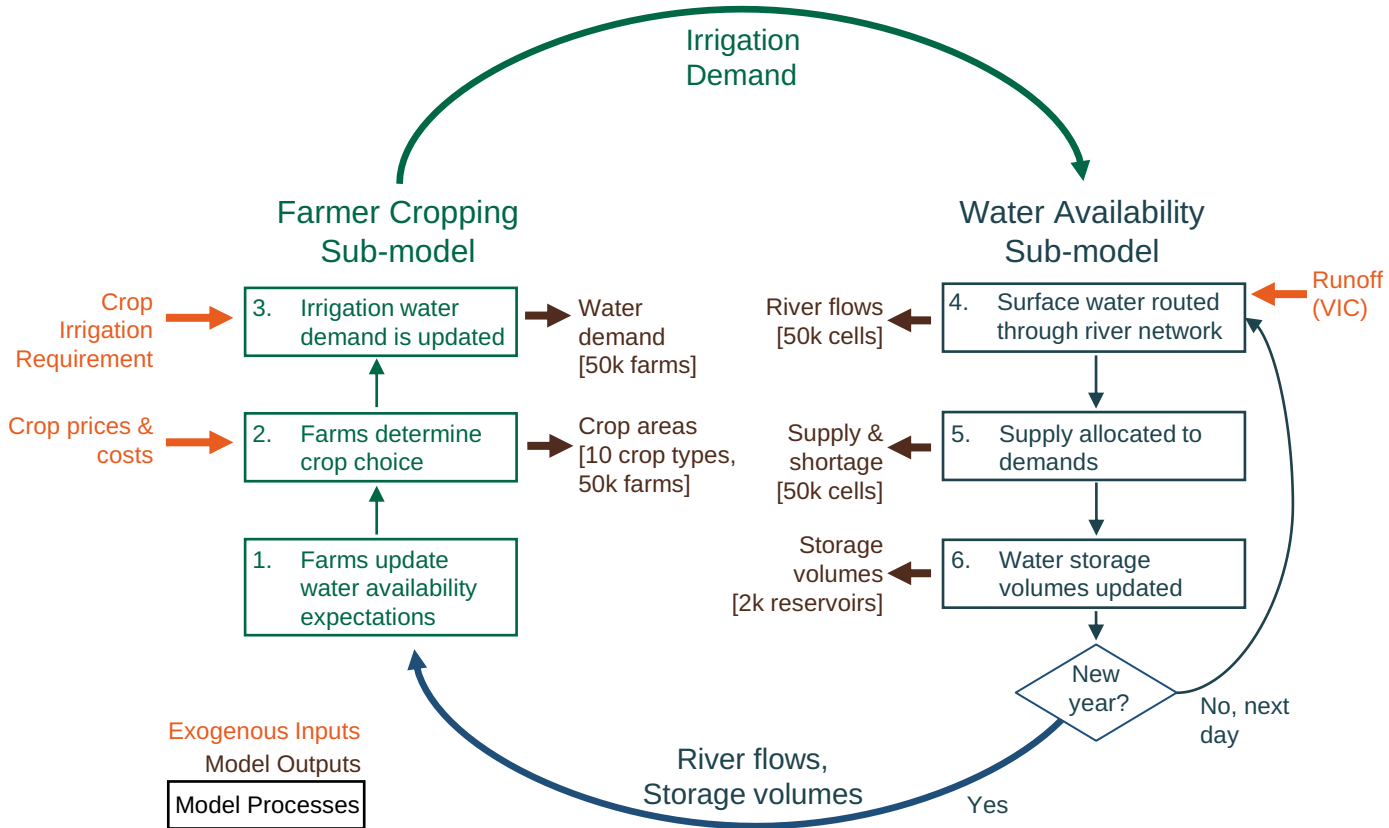 Irrigation
Demand
Farmer Cropping
Sub-model
Water Availability
Sub-model
Crop
Irrigation
Requirement
3. Irrigation water
demand is updated
Water
demand
[50k farms]
Crop prices &
costs
2. Farms determine
crop choice
Crop areas
[10 crop types,
50k farms]
1. Farms update
water availability
expectations
River flows
[50k cells]
4. Surface water routed
through river network
Runoff
(VIC)
Supply &
shortage
[50k cells]
5. Supply allocated to
demands
Storage
volumes
[2k reservoirs]
6. Water storage
volumes updated
New
year?
No, next
day
Yes
River flows,
Storage volumes
Exogenous Inputs
Model Outputs
Model Processes